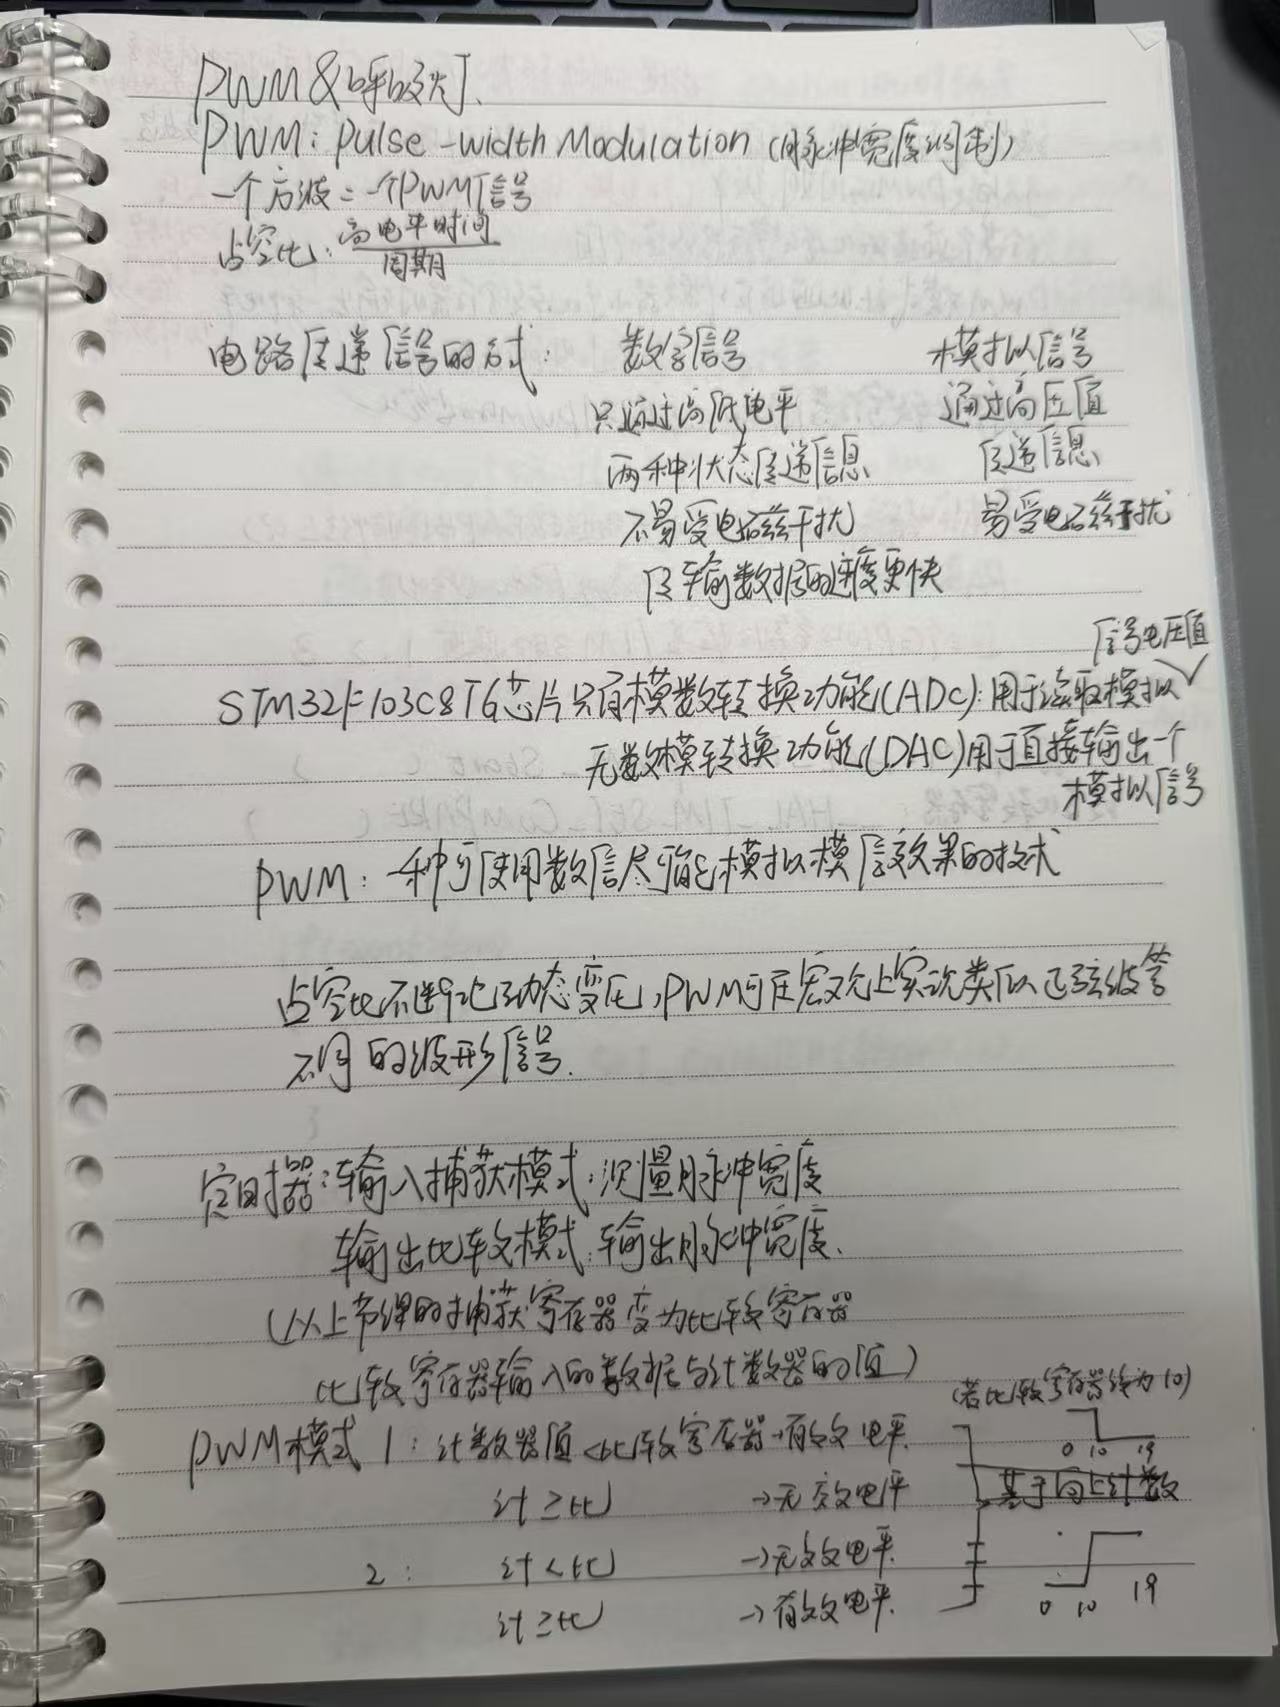 PWM&呼吸灯.
PWM: pulse-width Modulation (脉冲宽度调制)
一个方波=一个PWM信号
占空比: 高电平时间
周期
电路传递信号的方式: 数字信号 模拟信号
只通过高低电平 通过高压值
两种状态传递信息 传递信息
不易受电磁干扰 易受电磁干扰
传输数据的速度更快
信号电压值
STM32F103C8T6芯片只有模数转换功能(ADC):用于读取模拟
无数模转换功能(DAC)用于直接输出一个
模拟信号
PWM: 一种可使用数信尽可能模拟模信效果的技术
占空比不断地动态变化,PWM可在宏观上实现类似正弦波等
不同的波形信号.
定时器:输入捕获模式:测量脉冲宽度
输出比较模式:输出脉冲宽度.
(以上节课的捕获寄存器变为比较寄存器
比较寄存器输入的数据与计数器的值)
(若比较寄存器线为10)
PWM模式 1: 计数器值<比较寄存器→有效电平.
0 10 19
计≥比 →无效电平 基于向上计数
2: 计<比 →无效电平.
计≥比 →有效电平. 0 10 19